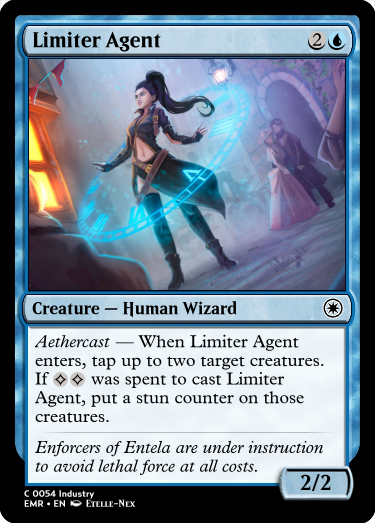 Limiter Agent 2
Creature — Human Wizard
Aethercast — When Limiter Agent
enters, tap up to two target creatures.
If was spent to cast Limiter
Agent, put a stun counter on those
creatures.
Enforcers of Entela are under instruction
to avoid lethal force at all costs.
2/2
C 0054 Industry
EMR • EN Etelle-Nex